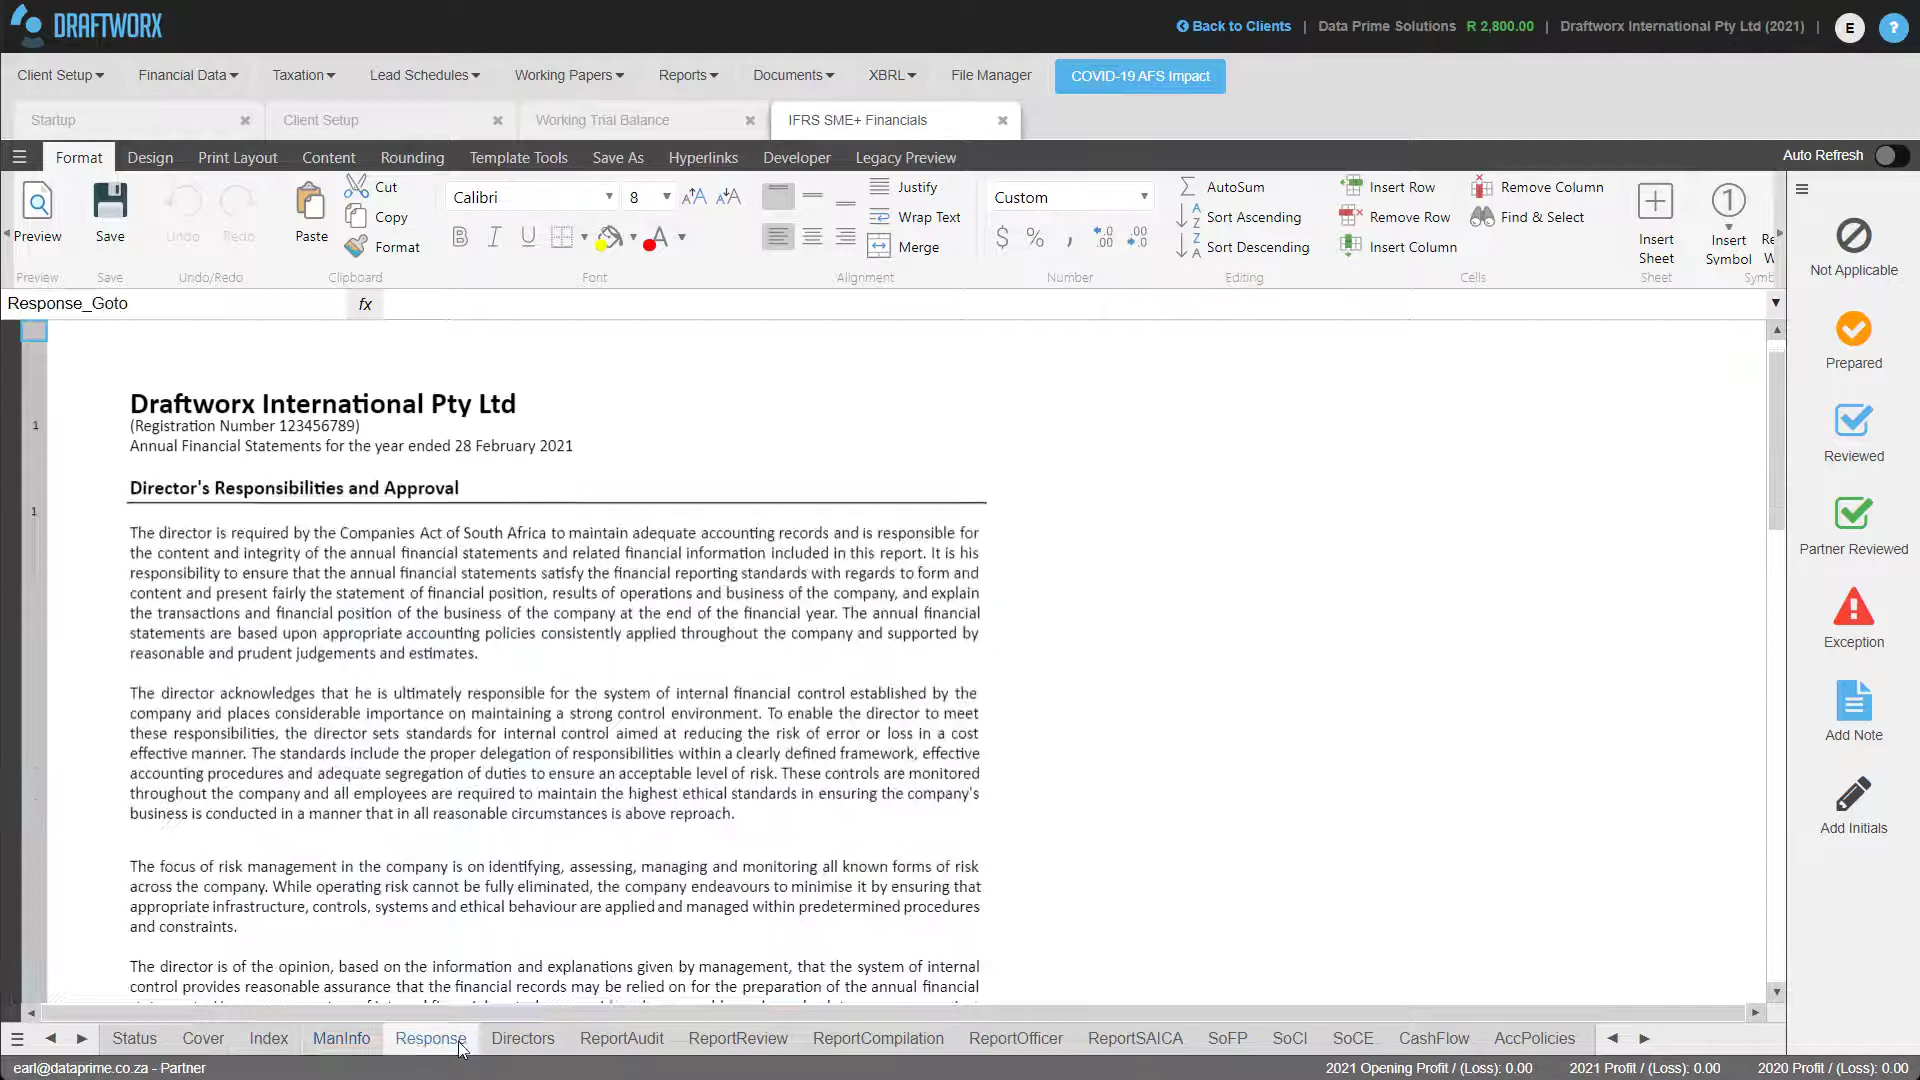 DRAFTWORX
Back to Clients | Data Prime Solutions R 2,800.00 | Draftworx International Pty Ltd (2021) | E ?
Client Setup Financial Data Taxation Lead Schedules Working Papers Reports Documents XBRL File Manager COVID-19 AFS Impact
Startup Client Setup Working Trial Balance IFRS SME+ Financials
Format Design Print Layout Content Rounding Template Tools Save As Hyperlinks Developer Legacy Preview Auto Refresh
Cut Calibri 8 Justify Custom AutoSum Insert Row Remove Column
Copy Wrap Text Sort Ascending Remove Row Find & Select
Preview Save Undo Redo Paste Format B I U A Merge $ % , Sort Descending Insert Column Insert Sheet Insert Symbol
Preview Save Undo/Redo Clipboard Font Alignment Number Editing Cells Sheet Symb
Response_Goto fx
Draftworx International Pty Ltd
(Registration Number 123456789)
Annual Financial Statements for the year ended 28 February 2021
Director's Responsibilities and Approval
The director is required by the Companies Act of South Africa to maintain adequate accounting records and is responsible for
the content and integrity of the annual financial statements and related financial information included in this report. It is his
responsibility to ensure that the annual financial statements satisfy the financial reporting standards with regards to form and
content and present fairly the statement of financial position, results of operations and business of the company, and explain
the transactions and financial position of the business of the company at the end of the financial year. The annual financial
statements are based upon appropriate accounting policies consistently applied throughout the company and supported by
reasonable and prudent judgements and estimates.
The director acknowledges that he is ultimately responsible for the system of internal financial control established by the
company and places considerable importance on maintaining a strong control environment. To enable the director to meet
these responsibilities, the director sets standards for internal control aimed at reducing the risk of error or loss in a cost
effective manner. The standards include the proper delegation of responsibilities within a clearly defined framework, effective
accounting procedures and adequate segregation of duties to ensure an acceptable level of risk. These controls are monitored
throughout the company and all employees are required to maintain the highest ethical standards in ensuring the company's
business is conducted in a manner that in all reasonable circumstances is above reproach.
The focus of risk management in the company is on identifying, assessing, managing and monitoring all known forms of risk
across the company. While operating risk cannot be fully eliminated, the company endeavours to minimise it by ensuring that
appropriate infrastructure, controls, systems and ethical behaviour are applied and managed within predetermined procedures
and constraints.
The director is of the opinion, based on the information and explanations given by management, that the system of internal
control provides reasonable assurance that the financial records may be relied on for the preparation of the annual financial
Not Applicable
Prepared
Reviewed
Partner Reviewed
Exception
Add Note
Add Initials
Status Cover Index ManInfo Response Directors ReportAudit ReportReview ReportCompilation ReportOfficer ReportSAICA SoFP SoCI SoCE CashFlow AccPolicies
earl@dataprime.co.za - Partner 2021 Opening Profit / (Loss): 0.00 2021 Profit / (Loss): 0.00 2020 Profit / (Loss): 0.00